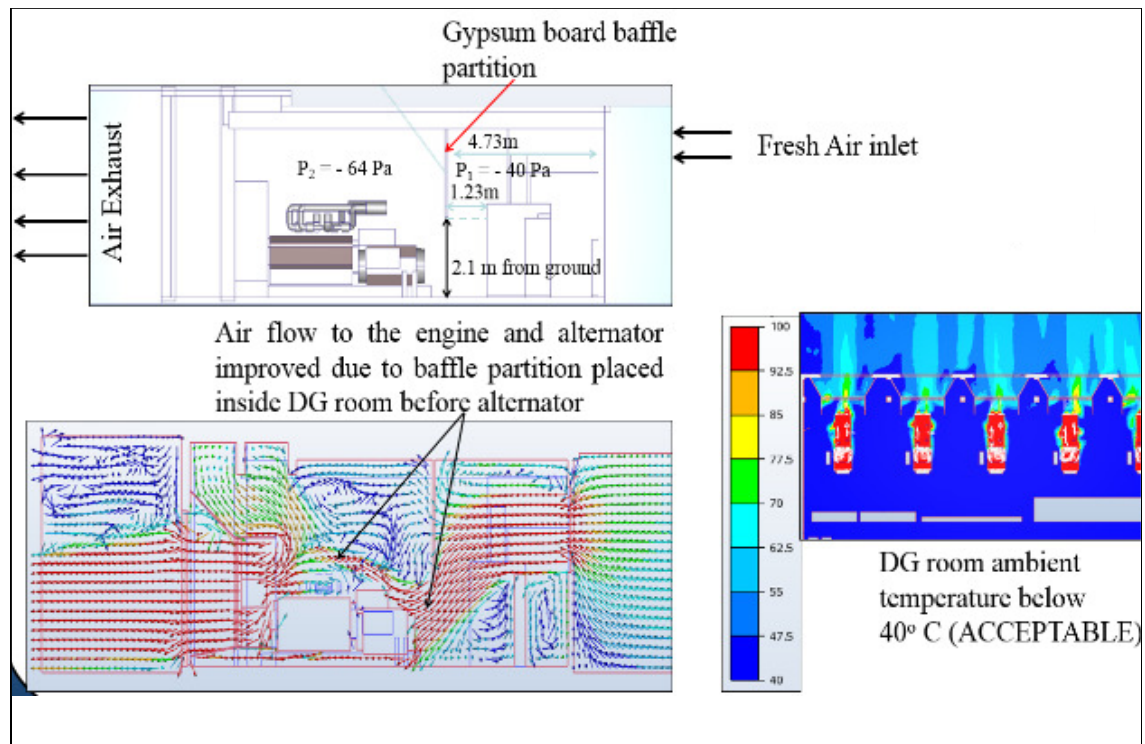 Gypsum board baffle
partition
4.73m
P₂ = - 64 Pa
P₁ = - 40 Pa
1.23m
2.1 m from ground
Air Exhaust
Fresh Air inlet
Air flow to the engine and alternator
improved due to baffle partition placed
inside DG room before alternator
100
92.5
85
77.5
70
62.5
55
47.5
40
DG room ambient
temperature below
40° C (ACCEPTABLE)